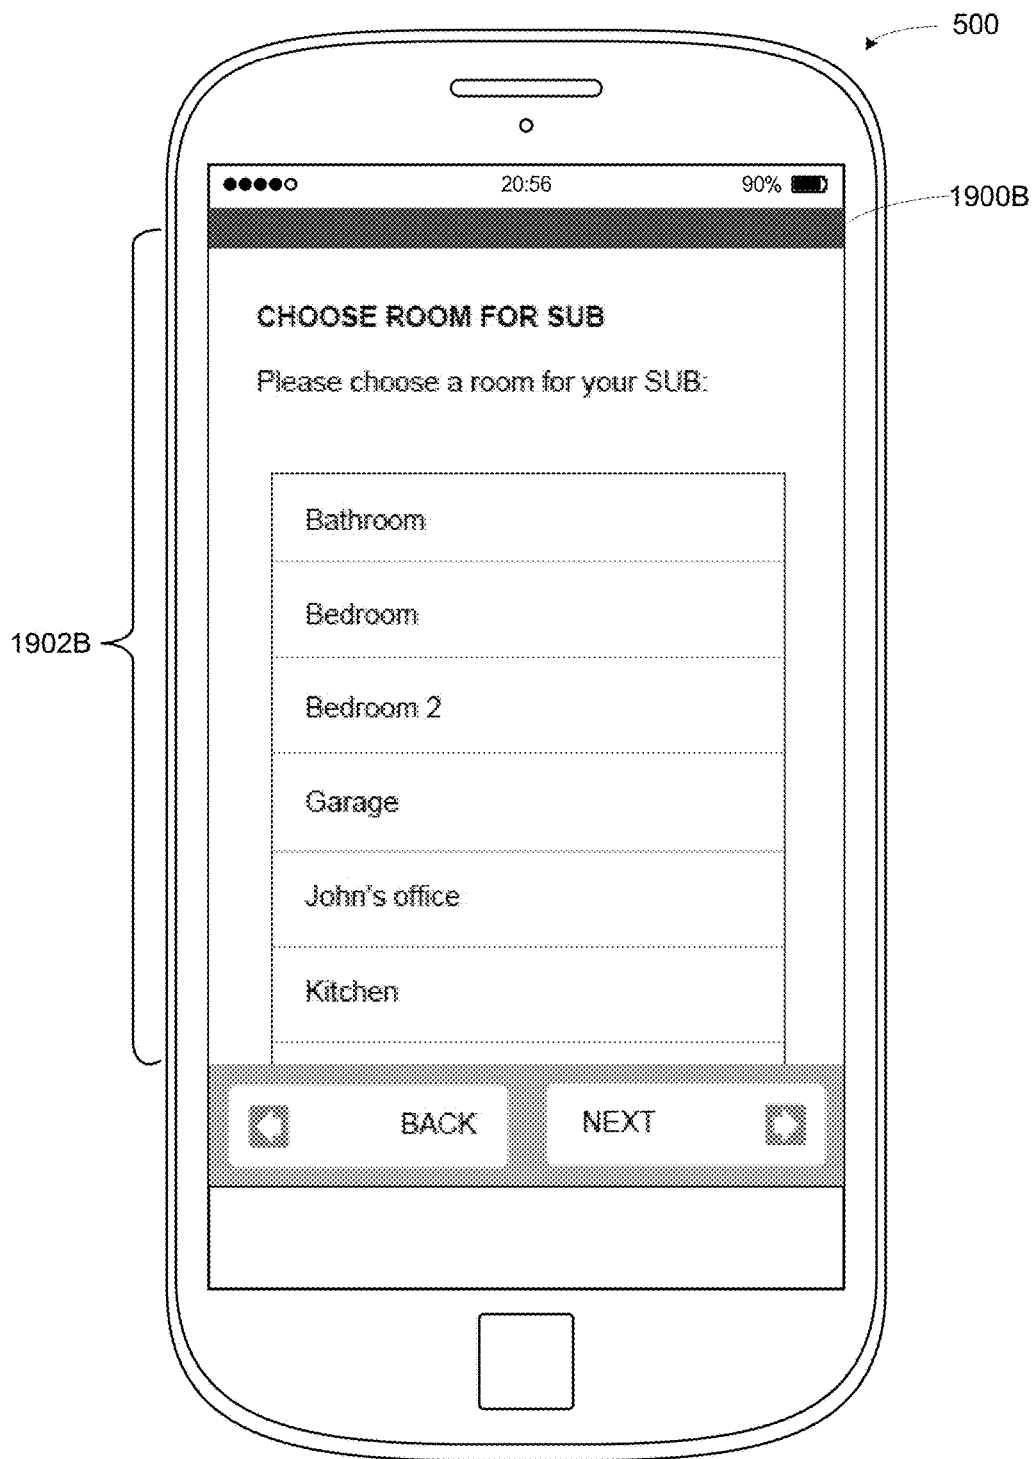 500
20:56 90%
1900B
CHOOSE ROOM FOR SUB
Please choose a room for your SUB:
Bathroom
Bedroom
1902B
Bedroom 2
Garage
John's office
Kitchen
BACK NEXT